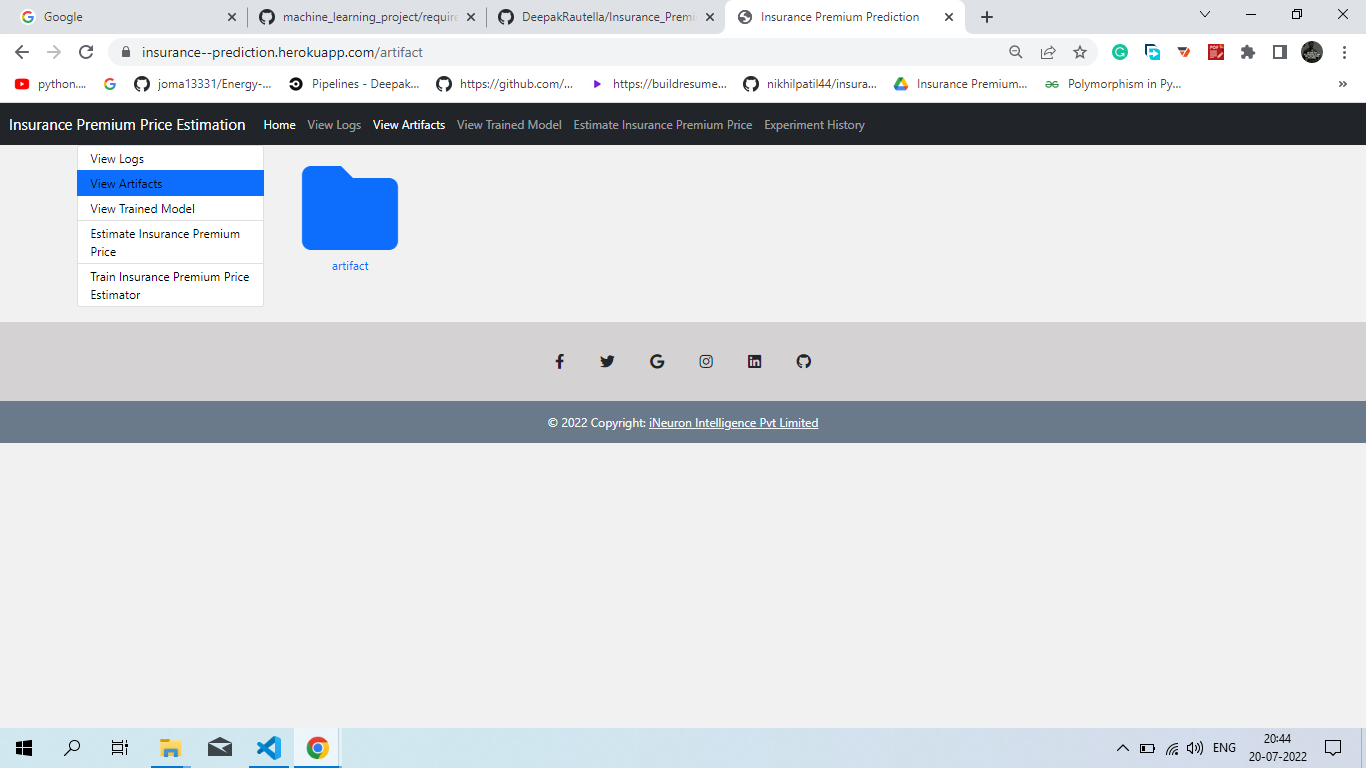 Google
machine_learning_project/require
DeepakRautella/Insurance_Premi
Insurance Premium Prediction
insurance--prediction.herokuapp.com/artifact
python....
joma13331/Energy-...
Pipelines - Deepak...
https://github.com/...
https://buildresume...
nikhilpatil44/insura...
Insurance Premium...
Polymorphism in Py...
»
Insurance Premium Price Estimation
Home
View Logs
View Artifacts
View Trained Model
Estimate Insurance Premium Price
Experiment History
View Logs
View Artifacts
View Trained Model
Estimate Insurance Premium
Price
Train Insurance Premium Price
Estimator
artifact
© 2022 Copyright: iNeuron Intelligence Pvt Limited
ENG
20:44
20-07-2022